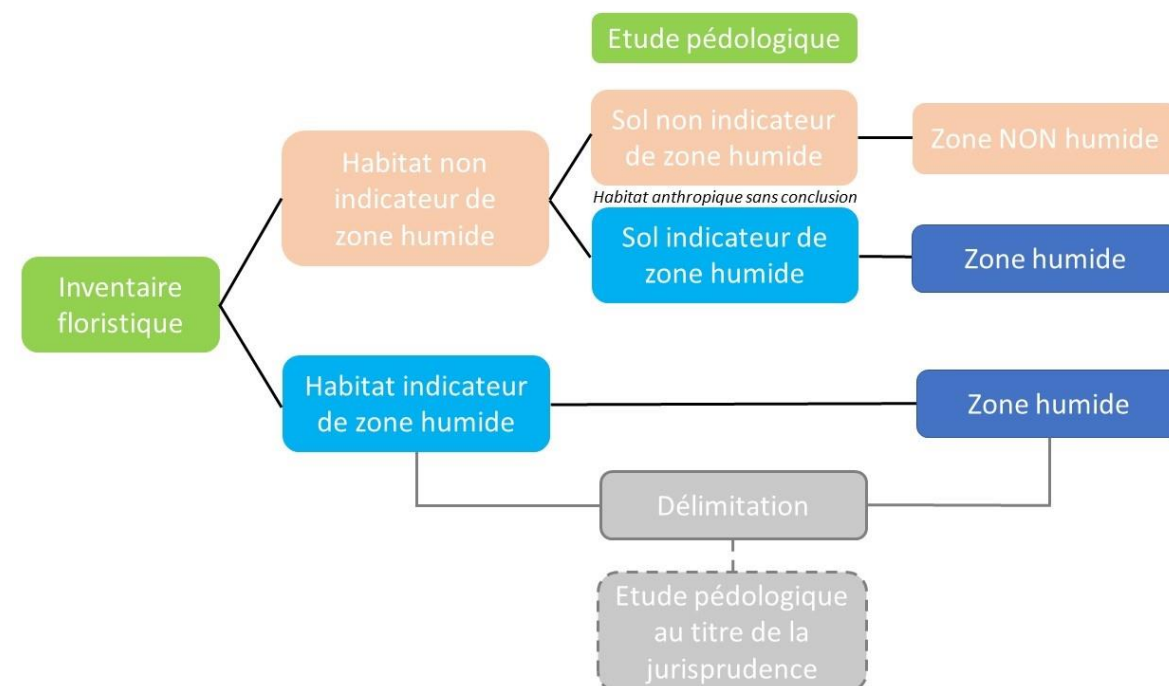 Etude pédologique
Sol non indicateur
de zone humide
Zone NON humide
Habitat non
indicateur de
zone humide
Habitat anthropique sans conclusion
Sol indicateur de
zone humide
Zone humide
Inventaire
floristique
Habitat indicateur
de zone humide
Zone humide
Délimitation
Etude pédologique
au titre de la
jurisprudence